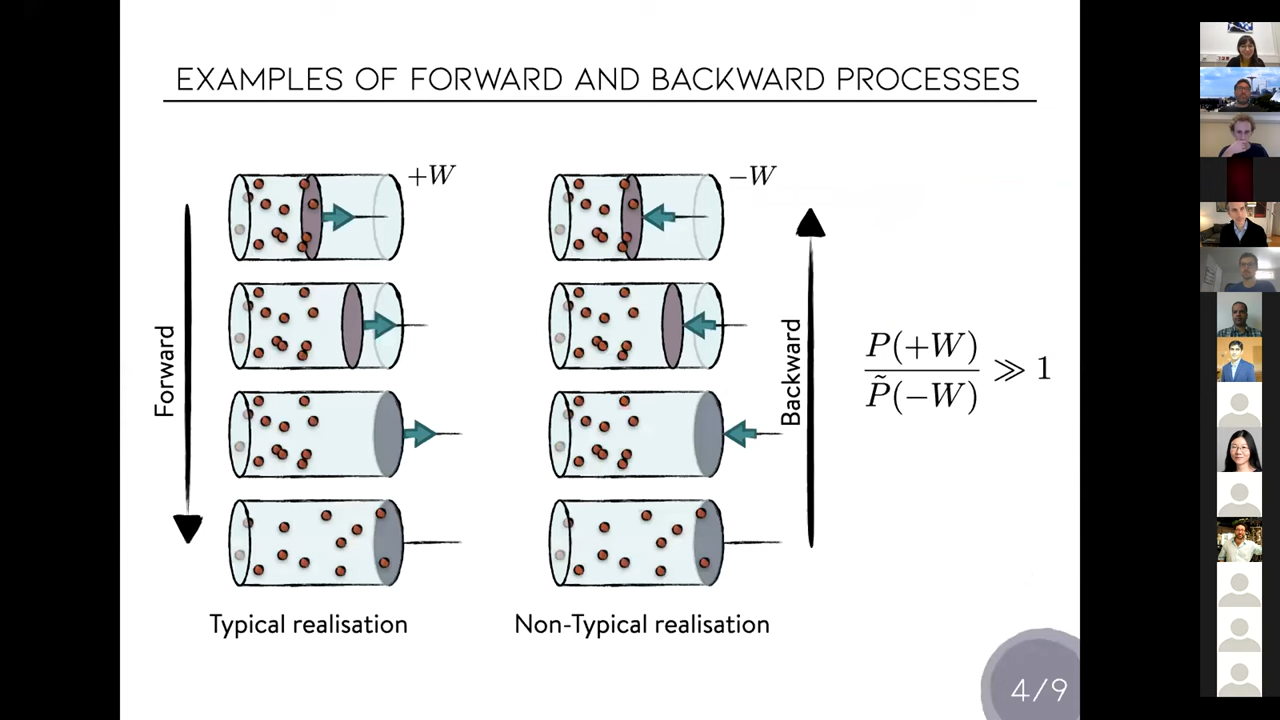 EXAMPLES OF FORWARD AND BACKWARD PROCESSES
+W
−W
Forward
Backward
P(+W)
P̃(−W)
≫ 1
Typical realisation
Non-Typical realisation
4/9